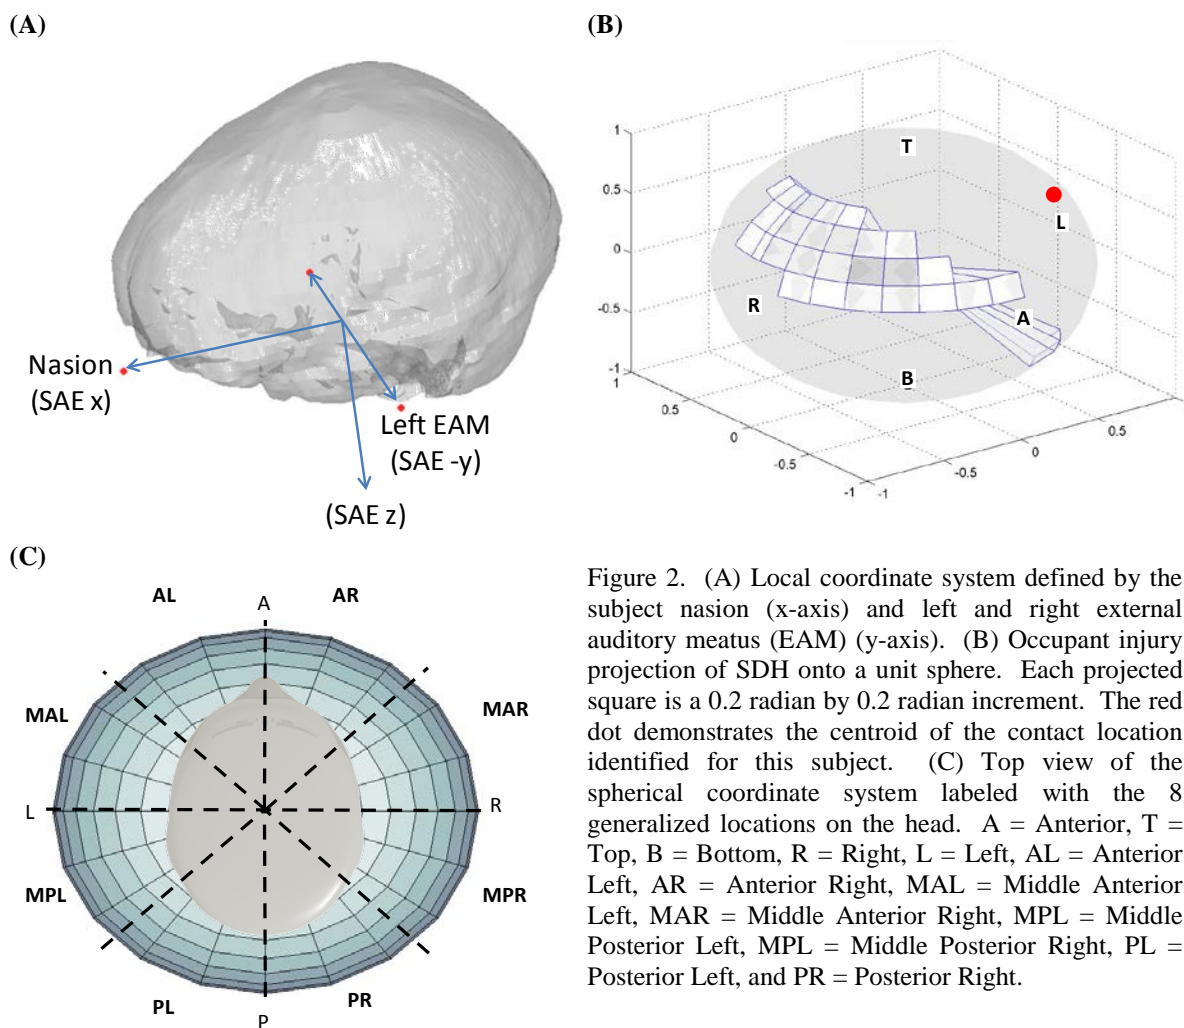 (A)
Nasion
(SAE x)
Left EAM
(SAE -y)
(SAE z)
(B)
1
0.5
0
-0.5
-1
1
0.5
0
-0.5
-1
-1
-0.5
0
0.5
T
L
R
A
B
(C)
AL
A
AR
MAL
MAR
L
R
MPL
MPR
PL
P
PR
Figure 2. (A) Local coordinate system defined by the
subject nasion (x-axis) and left and right external
auditory meatus (EAM) (y-axis). (B) Occupant injury
projection of SDH onto a unit sphere. Each projected
square is a 0.2 radian by 0.2 radian increment. The red
dot demonstrates the centroid of the contact location
identified for this subject. (C) Top view of the
spherical coordinate system labeled with the 8
generalized locations on the head. A = Anterior, T =
Top, B = Bottom, R = Right, L = Left, AL = Anterior
Left, AR = Anterior Right, MAL = Middle Anterior
Left, MAR = Middle Anterior Right, MPL = Middle
Posterior Left, MPL = Middle Posterior Right, PL =
Posterior Left, and PR = Posterior Right.